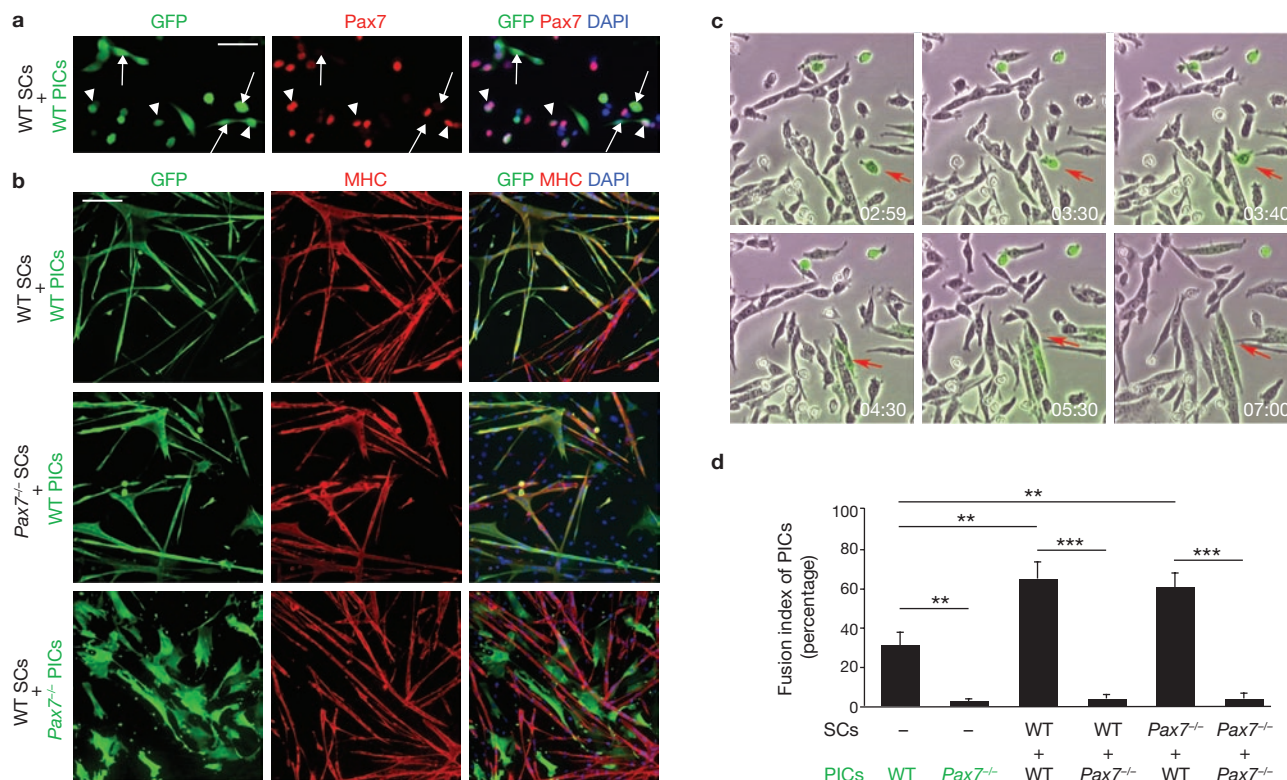 a
GFP
Pax7
GFP Pax7 DAPI
WT SCs
+
WT PICs
b
GFP
MHC
GFP MHC DAPI
WT SCs
+
WT PICs
Pax7–/– SCs
+
WT PICs
WT SCs
+
Pax7–/– PICs
c
02:59
03:30
03:40
04:30
05:30
07:00
d
Fusion index of PICs
(percentage)
100
80
60
40
20
0
**
**
***
***
**
SCs – – WT WT Pax7–/– Pax7–/–
+ + + +
PICs WT Pax7–/– WT Pax7–/– WT Pax7–/–